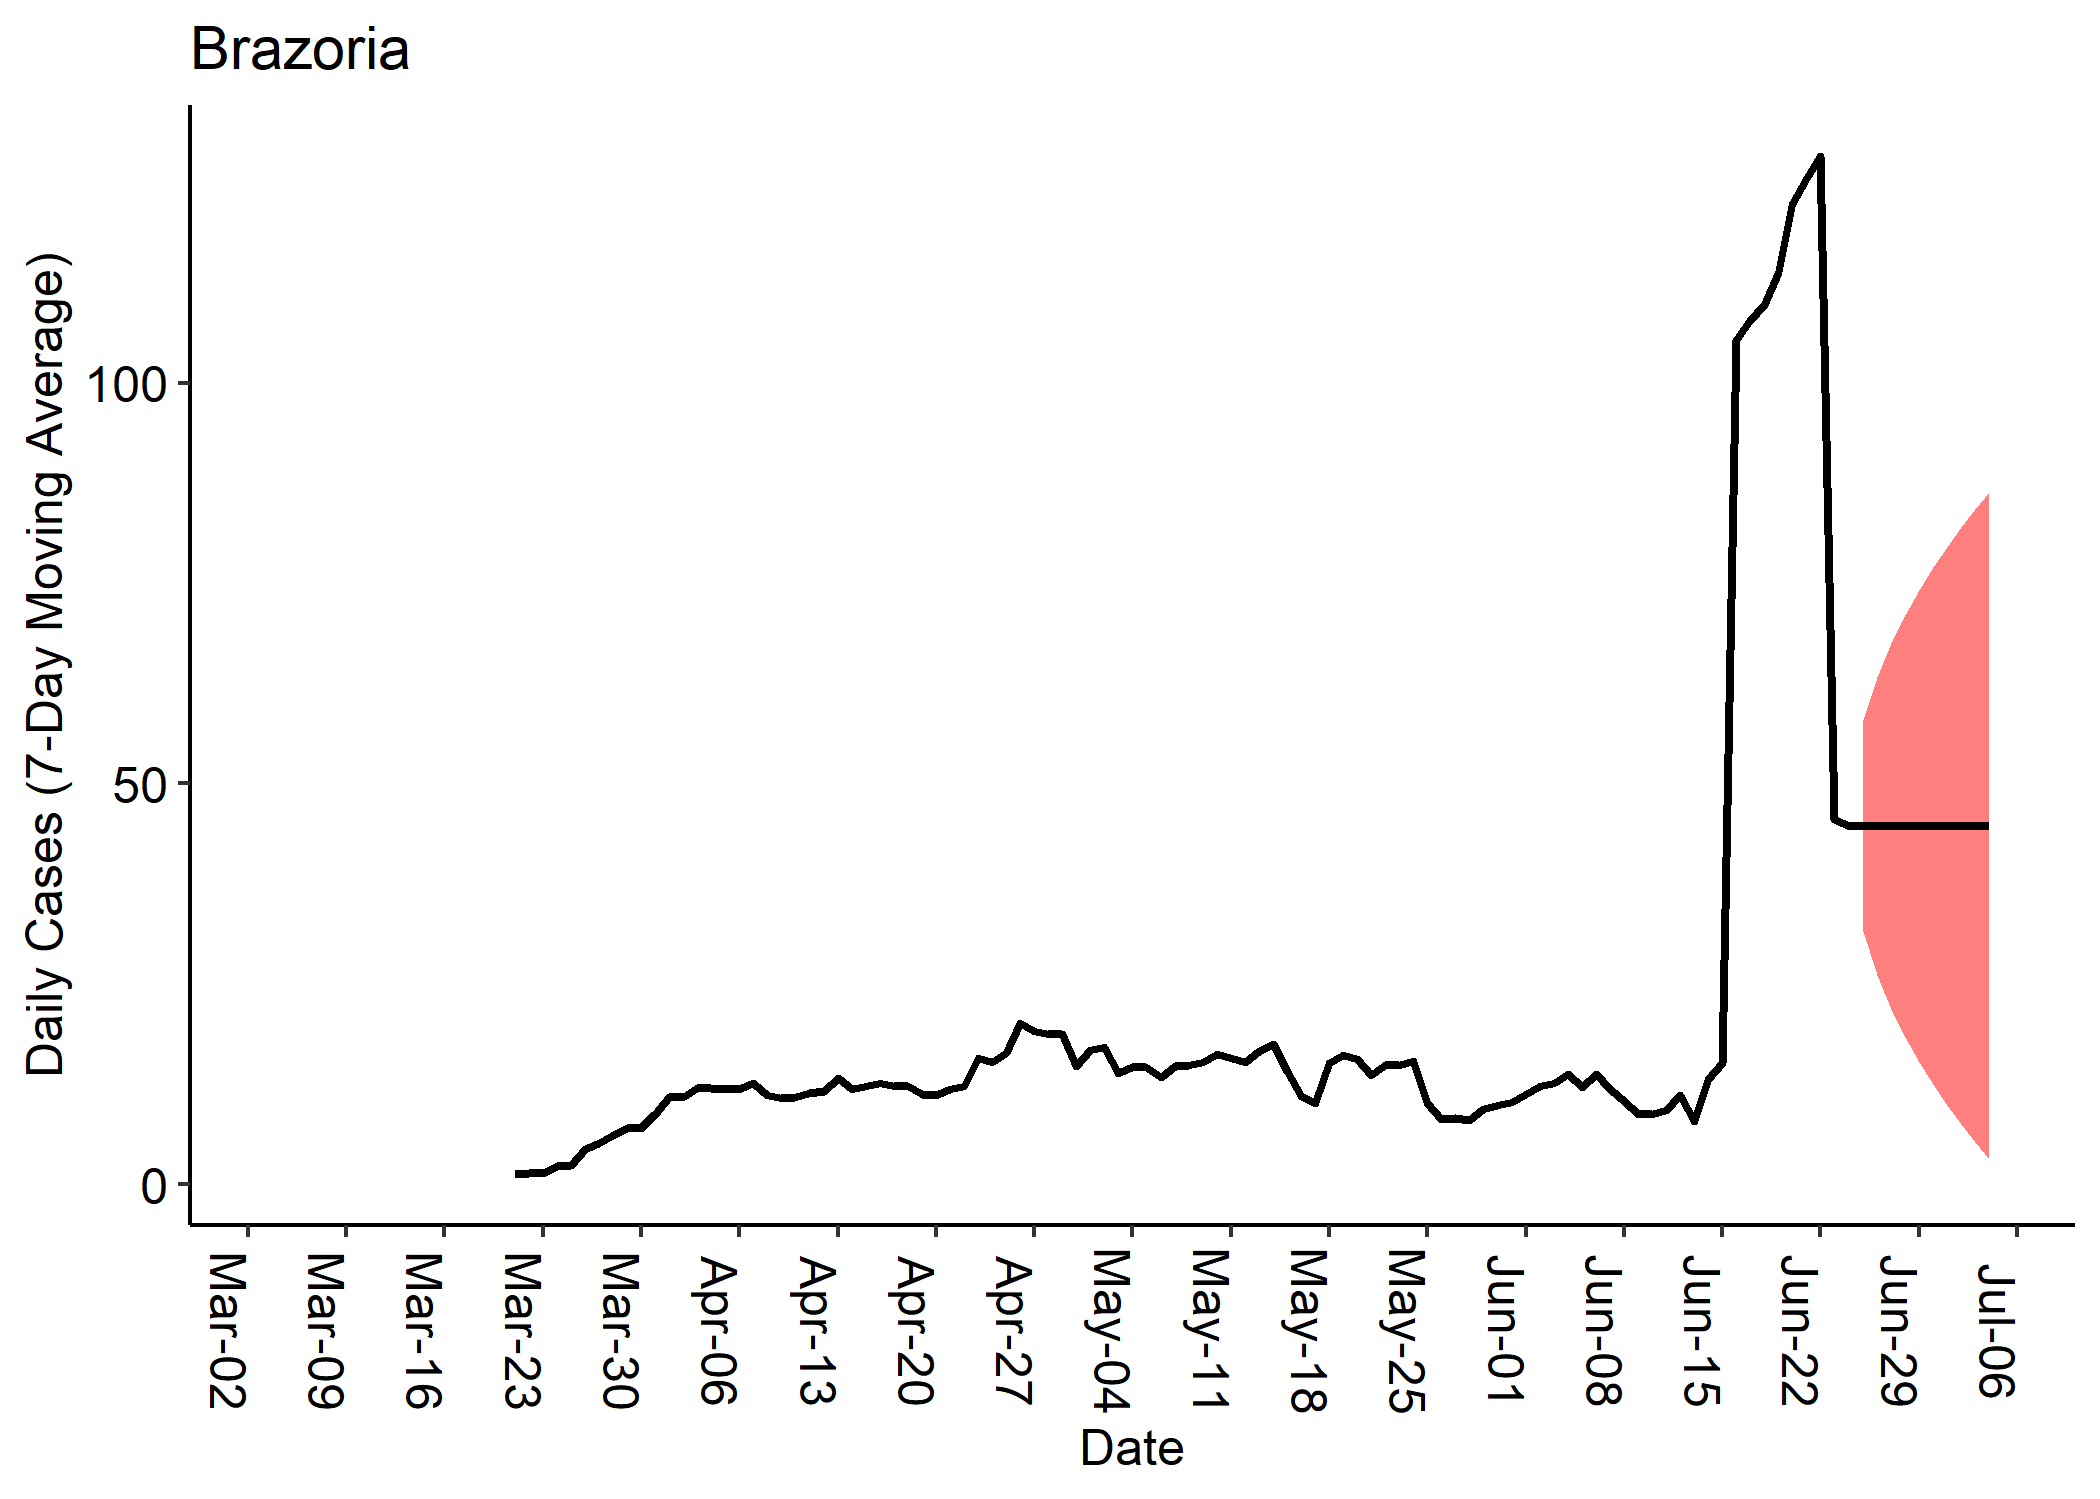 Brazoria
Daily Cases (7-Day Moving Average)
100
50
0
Mar-02
Mar-09
Mar-16
Mar-23
Mar-30
Apr-06
Apr-13
Apr-20
Apr-27
May-04
May-11
May-18
May-25
Jun-01
Jun-08
Jun-15
Jun-22
Jun-29
Jul-06
Date